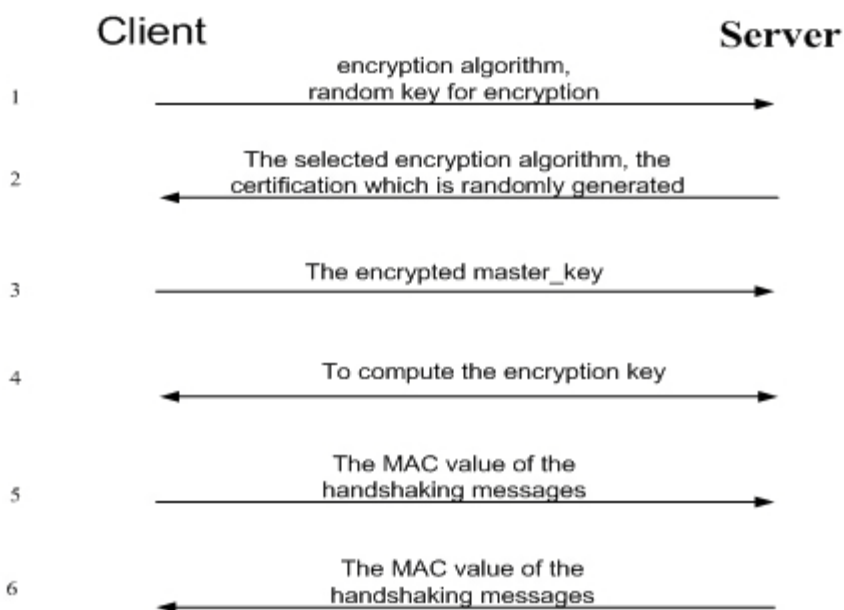 Client
Server
1
encryption algorithm,
random key for encryption
2
The selected encryption algorithm, the
certification which is randomly generated
3
The encrypted master_key
4
To compute the encryption key
5
The MAC value of the
handshaking messages
6
The MAC value of the
handshaking messages